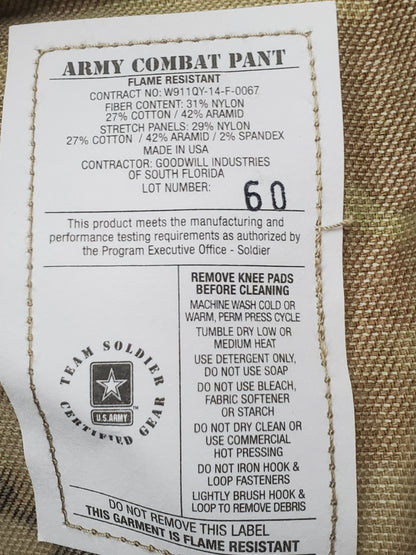 ARMY COMBAT PANT
FLAME RESISTANT
CONTRACT NO: W911QY-14-F-0067
FIBER CONTENT: 31% NYLON
27% COTTON / 42% ARAMID
STRETCH PANELS: 29% NYLON
27% COTTON / 42% ARAMID / 2% SPANDEX
MADE IN USA
CONTRACTOR: GOODWILL INDUSTRIES
OF SOUTH FLORIDA
LOT NUMBER: 60
This product meets the manufacturing and
performance testing requirements as authorized by
the Program Executive Office - Soldier
TEAM SOLDIER
U.S.ARMY
CERTIFIED GEAR
REMOVE KNEE PADS
BEFORE CLEANING
MACHINE WASH COLD OR
WARM, PERM PRESS CYCLE
TUMBLE DRY LOW OR
MEDIUM HEAT
USE DETERGENT ONLY,
DO NOT USE SOAP
DO NOT USE BLEACH,
FABRIC SOFTENER
OR STARCH
DO NOT DRY CLEAN OR
USE COMMERCIAL
HOT PRESSING
DO NOT IRON HOOK &
LOOP FASTENERS
LIGHTLY BRUSH HOOK &
LOOP TO REMOVE DEBRIS
DO NOT REMOVE THIS LABEL
THIS GARMENT IS FLAME RESISTANT